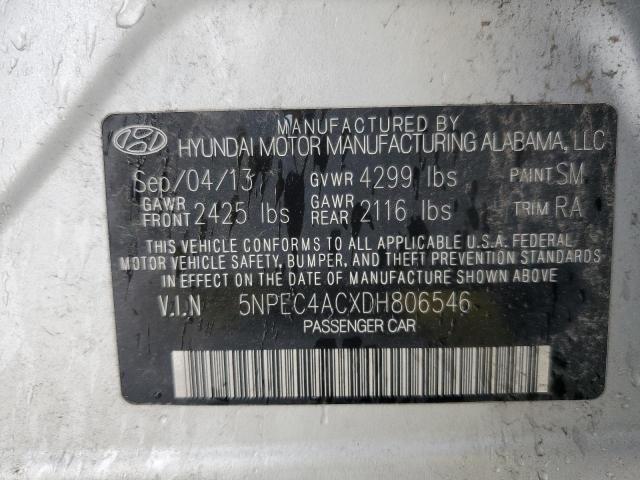 MANUFACTURED BY
HYUNDAI MOTOR MANUFACTURING ALABAMA, LLC
Sep/04/13 GVWR 4299 lbs PAINT SM
GAWR FRONT 2425 lbs GAWR REAR 2116 lbs TRIM RA
THIS VEHICLE CONFORMS TO ALL APPLICABLE U.S.A. FEDERAL
MOTOR VEHICLE SAFETY, BUMPER, AND THEFT PREVENTION STANDARDS
IN EFFECT ON THE DATE OF MANUFACTURE SHOWN ABOVE
V.I.N 5NPEC4ACXDH806546
PASSENGER CAR